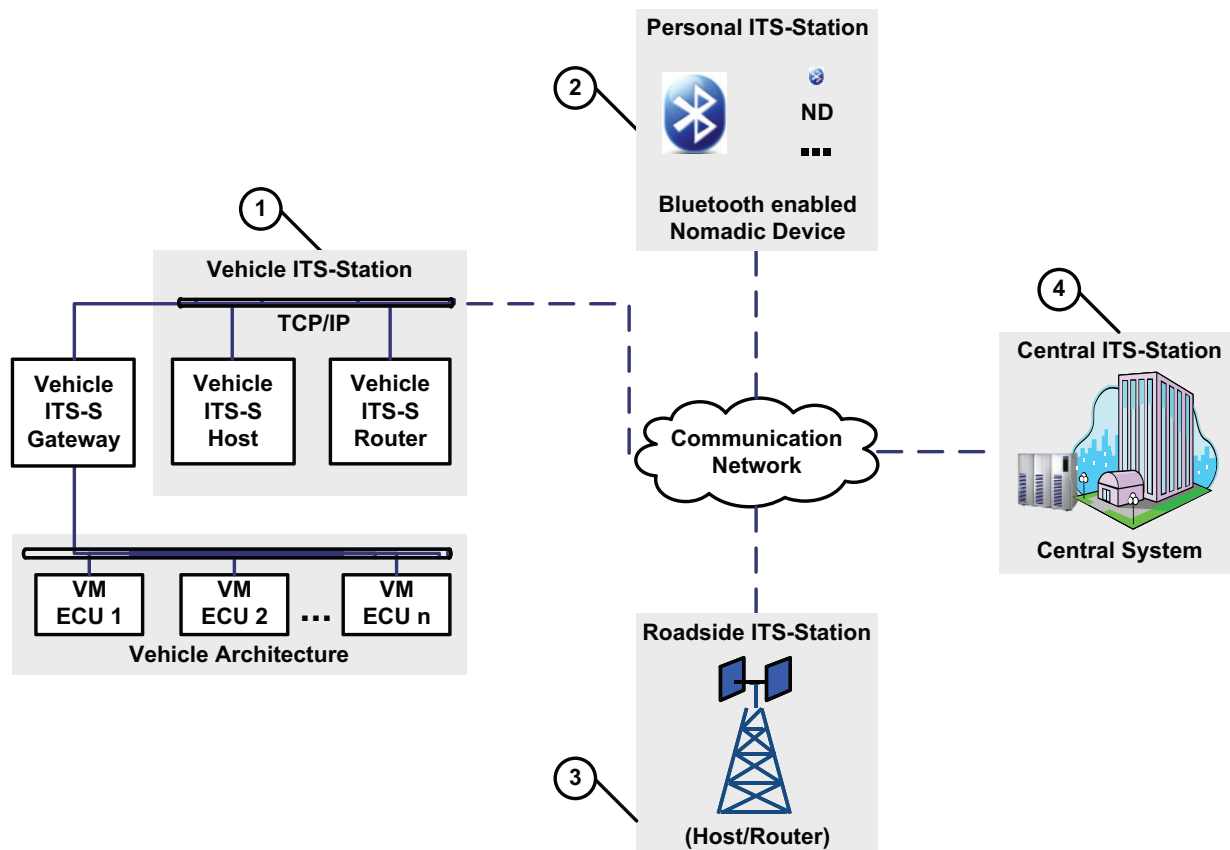 Personal ITS-Station
2
ND
...
Bluetooth enabled
Nomadic Device
1
Vehicle ITS-Station
TCP/IP
Vehicle
ITS-S
Gateway
Vehicle
ITS-S
Host
Vehicle
ITS-S
Router
VM
ECU 1
VM
ECU 2
...
VM
ECU n
Vehicle Architecture
Communication
Network
4
Central ITS-Station
Central System
Roadside ITS-Station
3
(Host/Router)